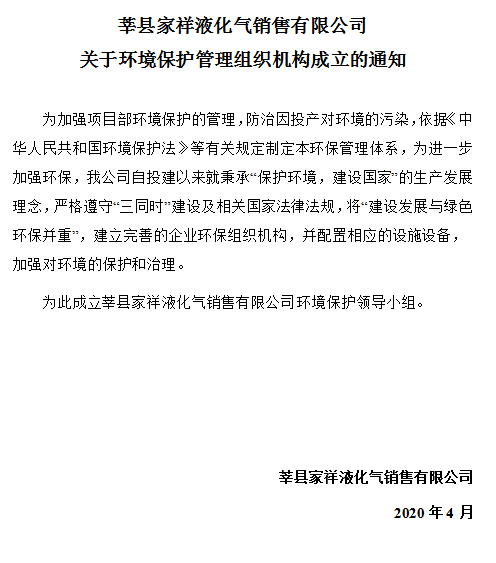 莘县家祥液化气销售有限公司
关于环境保护管理组织机构成立的通知
为加强项目部环境保护的管理，防治因投产对环境的污染，依据《中
华人民共和国环境保护法》等有关规定制定本环保管理体系，为进一步
加强环保，我公司自投建以来就秉承“保护环境，建设国家”的生产发展
理念，严格遵守“三同时”建设及相关国家法律法规，将“建设发展与绿色
环保并重”，建立完善的企业环保组织机构，并配置相应的设施设备，
加强对环境的保护和治理。
为此成立莘县家祥液化气销售有限公司环境保护领导小组。
莘县家祥液化气销售有限公司
2020 年 4 月